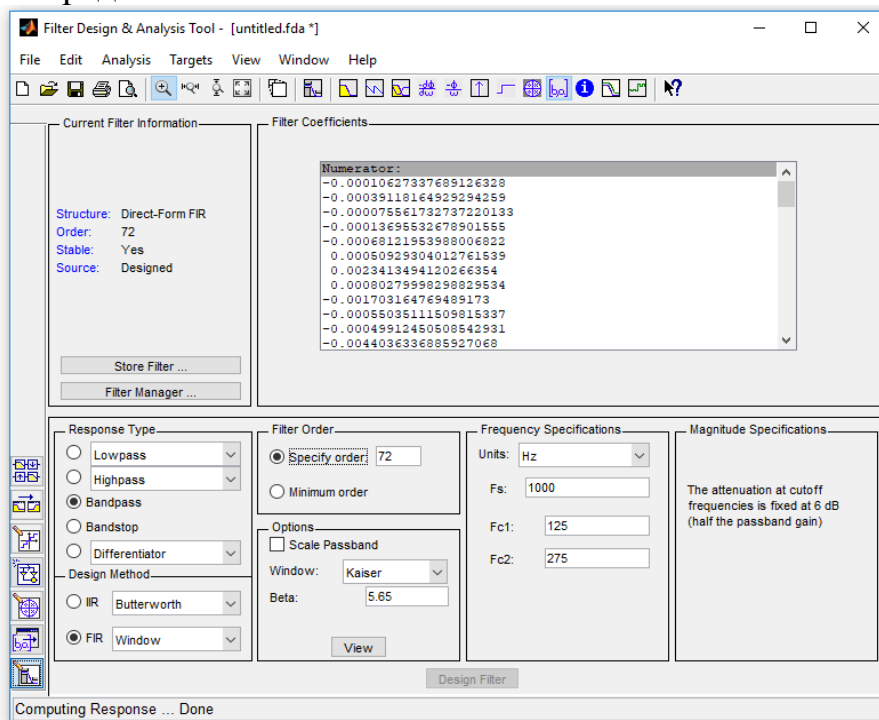 Filter Design & Analysis Tool - [untitled.fda *]
File Edit Analysis Targets View Window Help
Current Filter Information
Structure: Direct-Form FIR
Order: 72
Stable: Yes
Source: Designed
Store Filter ...
Filter Manager ...
Filter Coefficients
Numerator:
-0.00010627337689126328
-0.00039118164929294259
-0.000075561732737220133
-0.00013695532678901555
-0.00068121953988006822
0.00050929304012761539
0.0023413494120266354
0.00080279998298829534
-0.001703164769489173
-0.00055035111509815337
-0.00049912450508542931
-0.0044036336885927068
Response Type
Lowpass
Highpass
Bandpass
Bandstop
Differentiator
Design Method
IIR Butterworth
FIR Window
Filter Order
Specify order: 72
Minimum order
Options
Scale Passband
Window: Kaiser
Beta: 5.65
View
Frequency Specifications
Units: Hz
Fs: 1000
Fc1: 125
Fc2: 275
Magnitude Specifications
The attenuation at cutoff
frequencies is fixed at 6 dB
(half the passband gain)
Design Filter
Computing Response ... Done